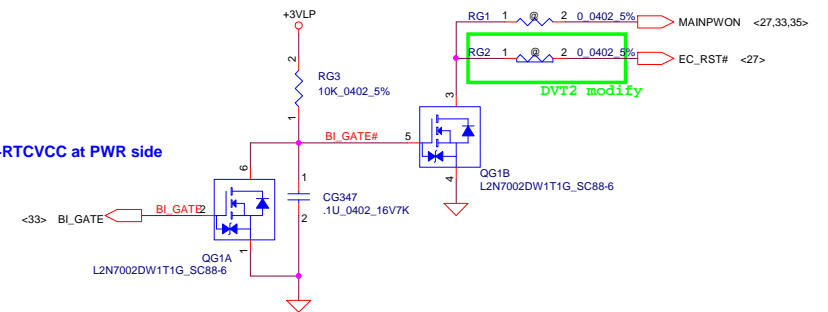 +3VLP
RG1 1 @ 2 0_0402_5%
MAINPWON <27,33,35>
RG2 1 @ 2 0_0402_5%
EC_RST# <27>
DVT2 modify
2
RG3
10K_0402_5%
1
3
-RTCVCC at PWR side
BI_GATE# 5
6
QG1B
L2N7002DW1T1G_SC88-6
4
1
CG347
.1U_0402_16V7K
2
<33> BI_GATE
BI_GATE 2
1
QG1A
L2N7002DW1T1G_SC88-6